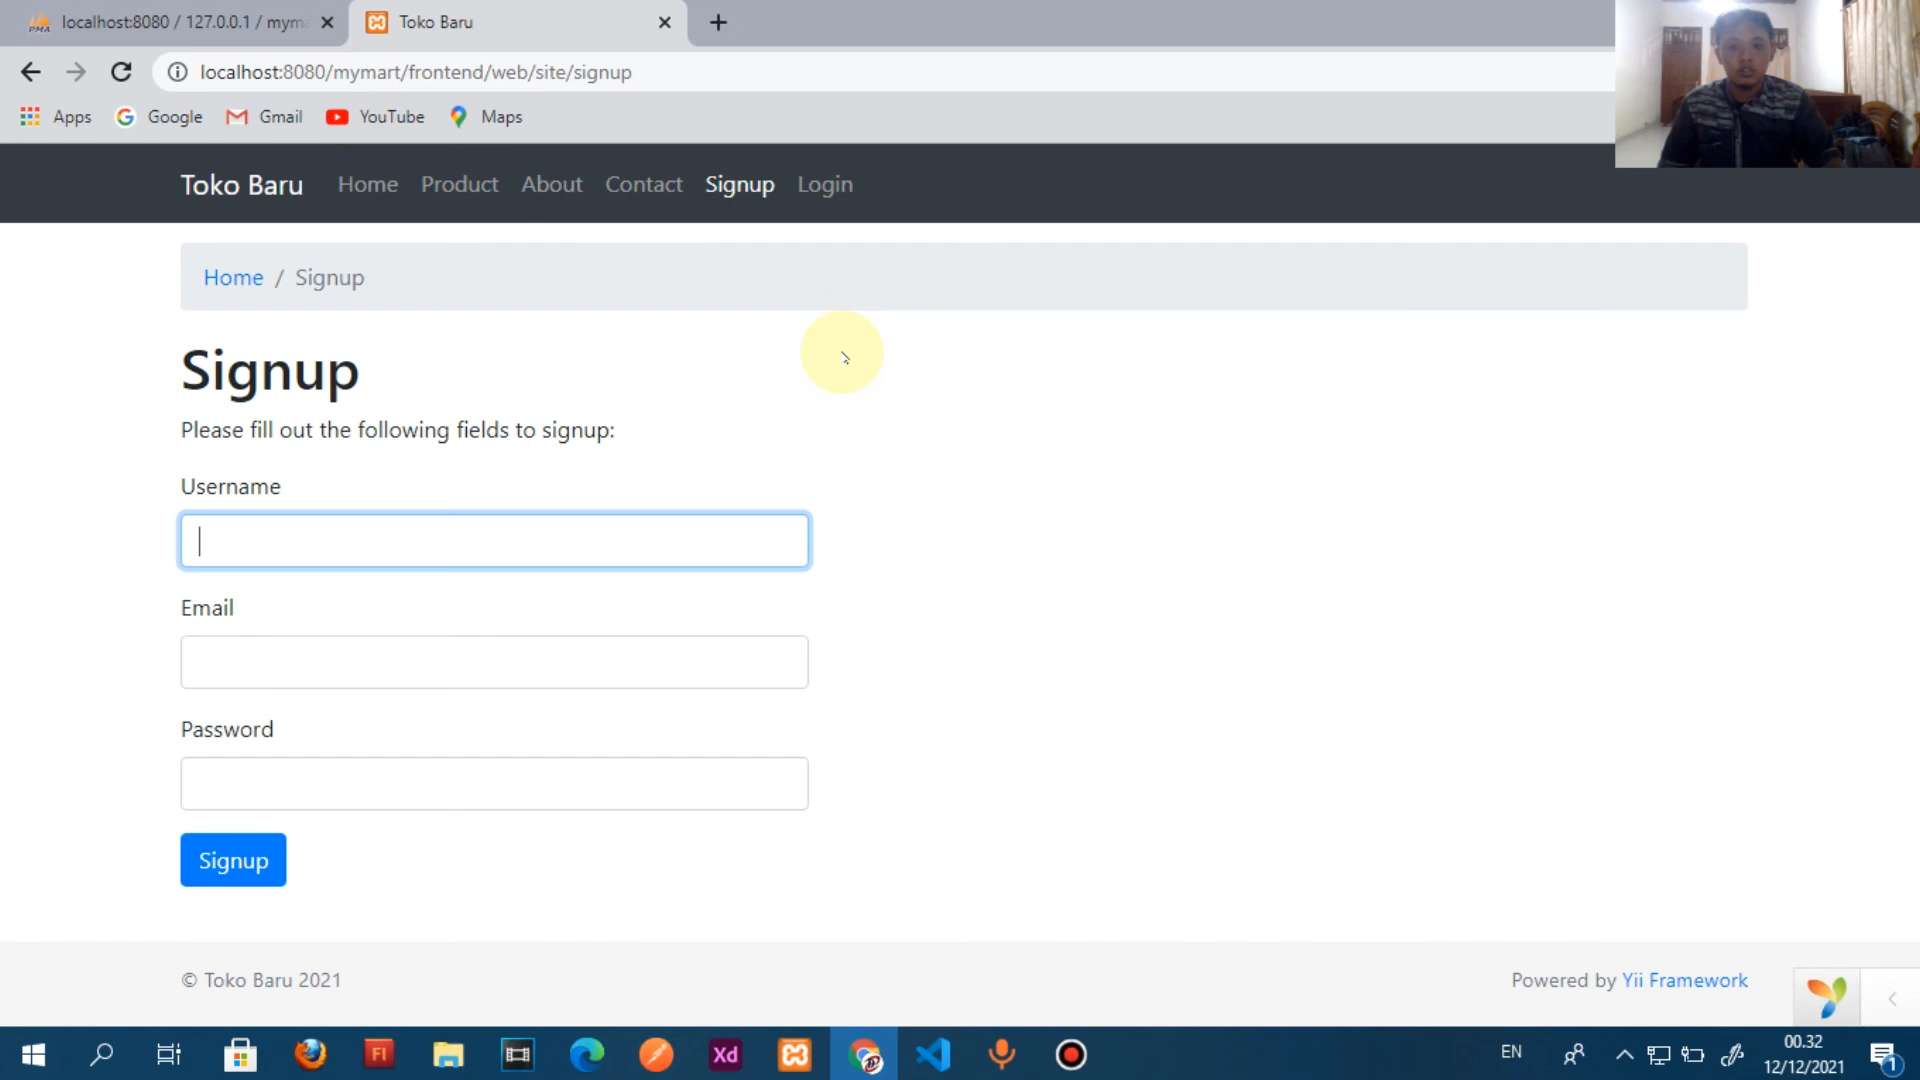 localhost:8080 / 127.0.0.1 / mym
Toko Baru
localhost:8080/mymart/frontend/web/site/signup
Apps
Google
Gmail
YouTube
Maps
Toko Baru
Home
Product
About
Contact
Signup
Login
Home / Signup
Signup
Please fill out the following fields to signup:
Username
Email
Password
Signup
© Toko Baru 2021
Powered by Yii Framework
Fl
Xd
EN
00.32
12/12/2021
1